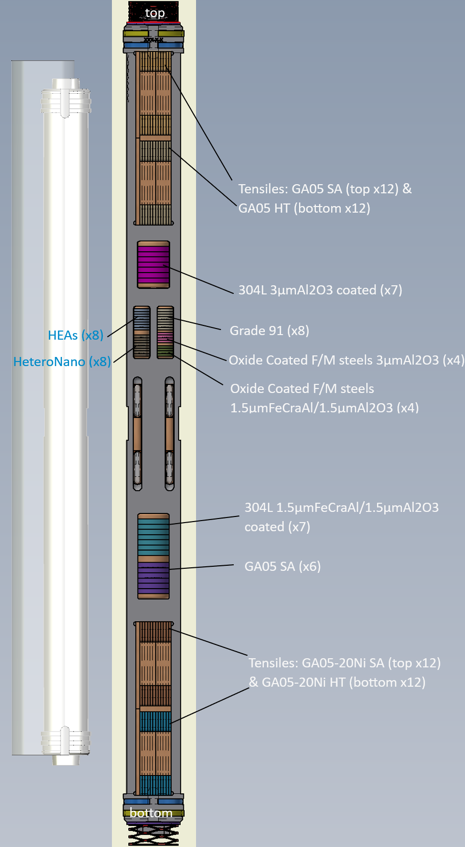 top
Tensiles: GA05 SA (top x12) &
GA05 HT (bottom x12)
304L 3µmAl2O3 coated (x7)
HEAs (x8)
Grade 91 (x8)
HeteroNano (x8)
Oxide Coated F/M steels 3µmAl2O3 (x4)
Oxide Coated F/M steels
1.5µmFeCraAl/1.5µmAl2O3 (x4)
304L 1.5µmFeCraAl/1.5µmAl2O3
coated (x7)
GA05 SA (x6)
Tensiles: GA05-20Ni SA (top x12)
& GA05-20Ni HT (bottom x12)
bottom